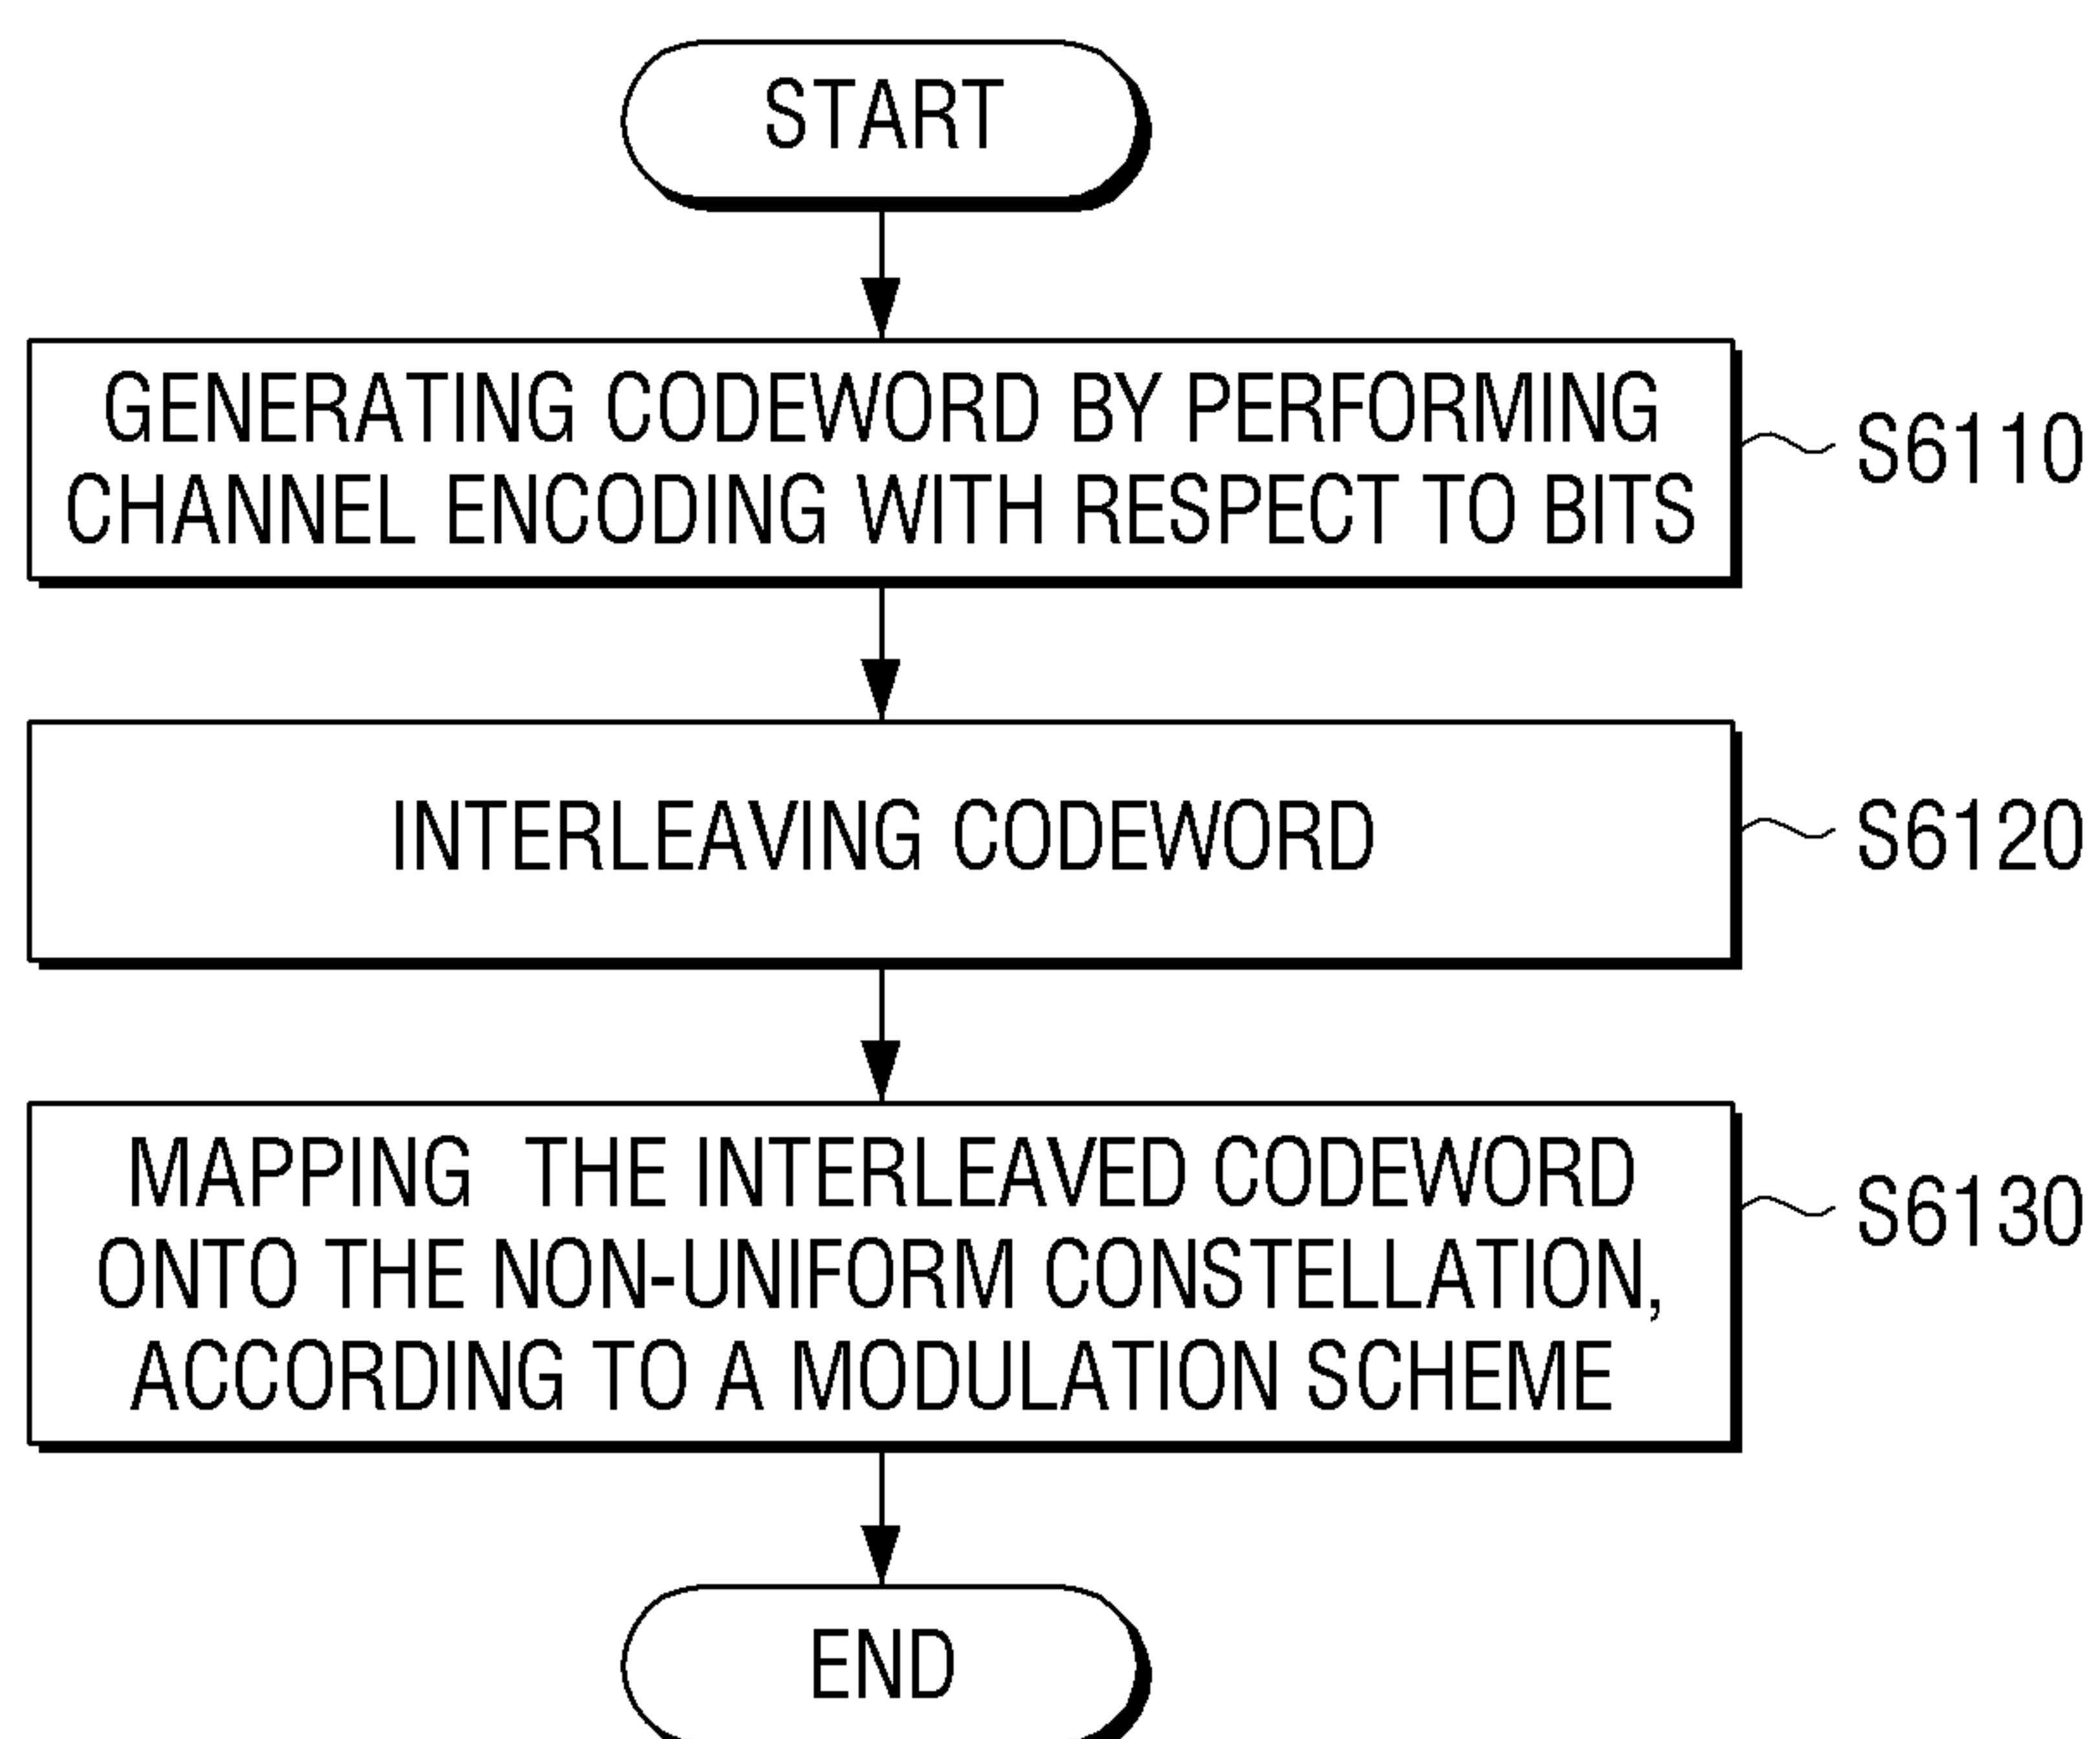 START
GENERATING CODEWORD BY PERFORMING
CHANNEL ENCODING WITH RESPECT TO BITS
S6110
INTERLEAVING CODEWORD
S6120
MAPPING THE INTERLEAVED CODEWORD
ONTO THE NON-UNIFORM CONSTELLATION,
ACCORDING TO A MODULATION SCHEME
S6130
END